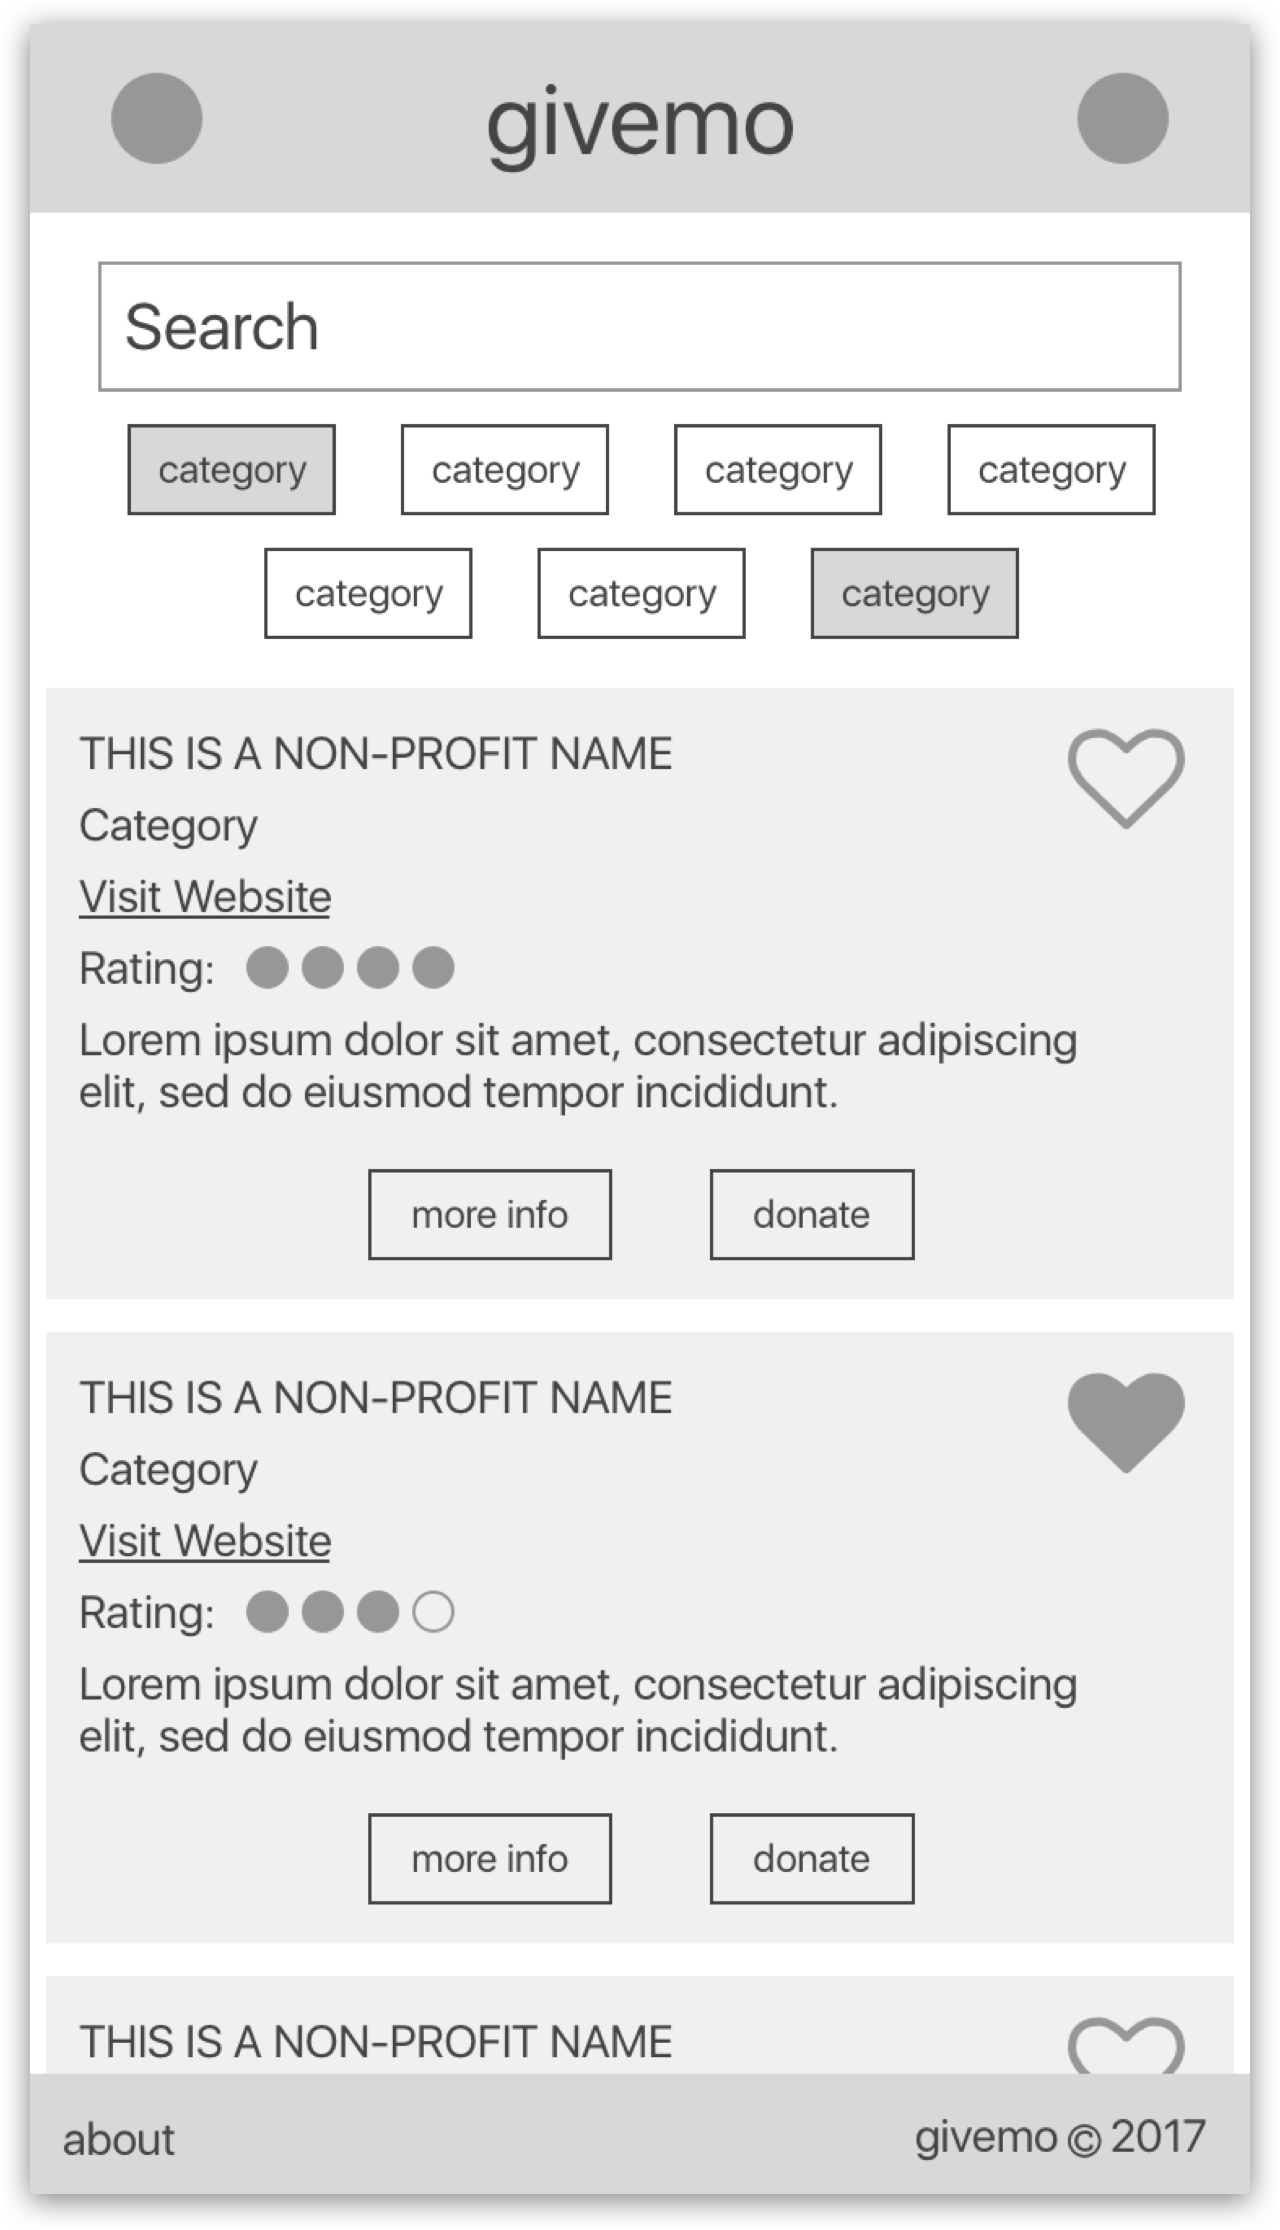 givemo
Search
category category category category
category category category
THIS IS A NON-PROFIT NAME
Category
Visit Website
Rating:
Lorem ipsum dolor sit amet, consectetur adipiscing
elit, sed do eiusmod tempor incididunt.
more info donate
THIS IS A NON-PROFIT NAME
Category
Visit Website
Rating:
Lorem ipsum dolor sit amet, consectetur adipiscing
elit, sed do eiusmod tempor incididunt.
more info donate
THIS IS A NON-PROFIT NAME
about givemo © 2017